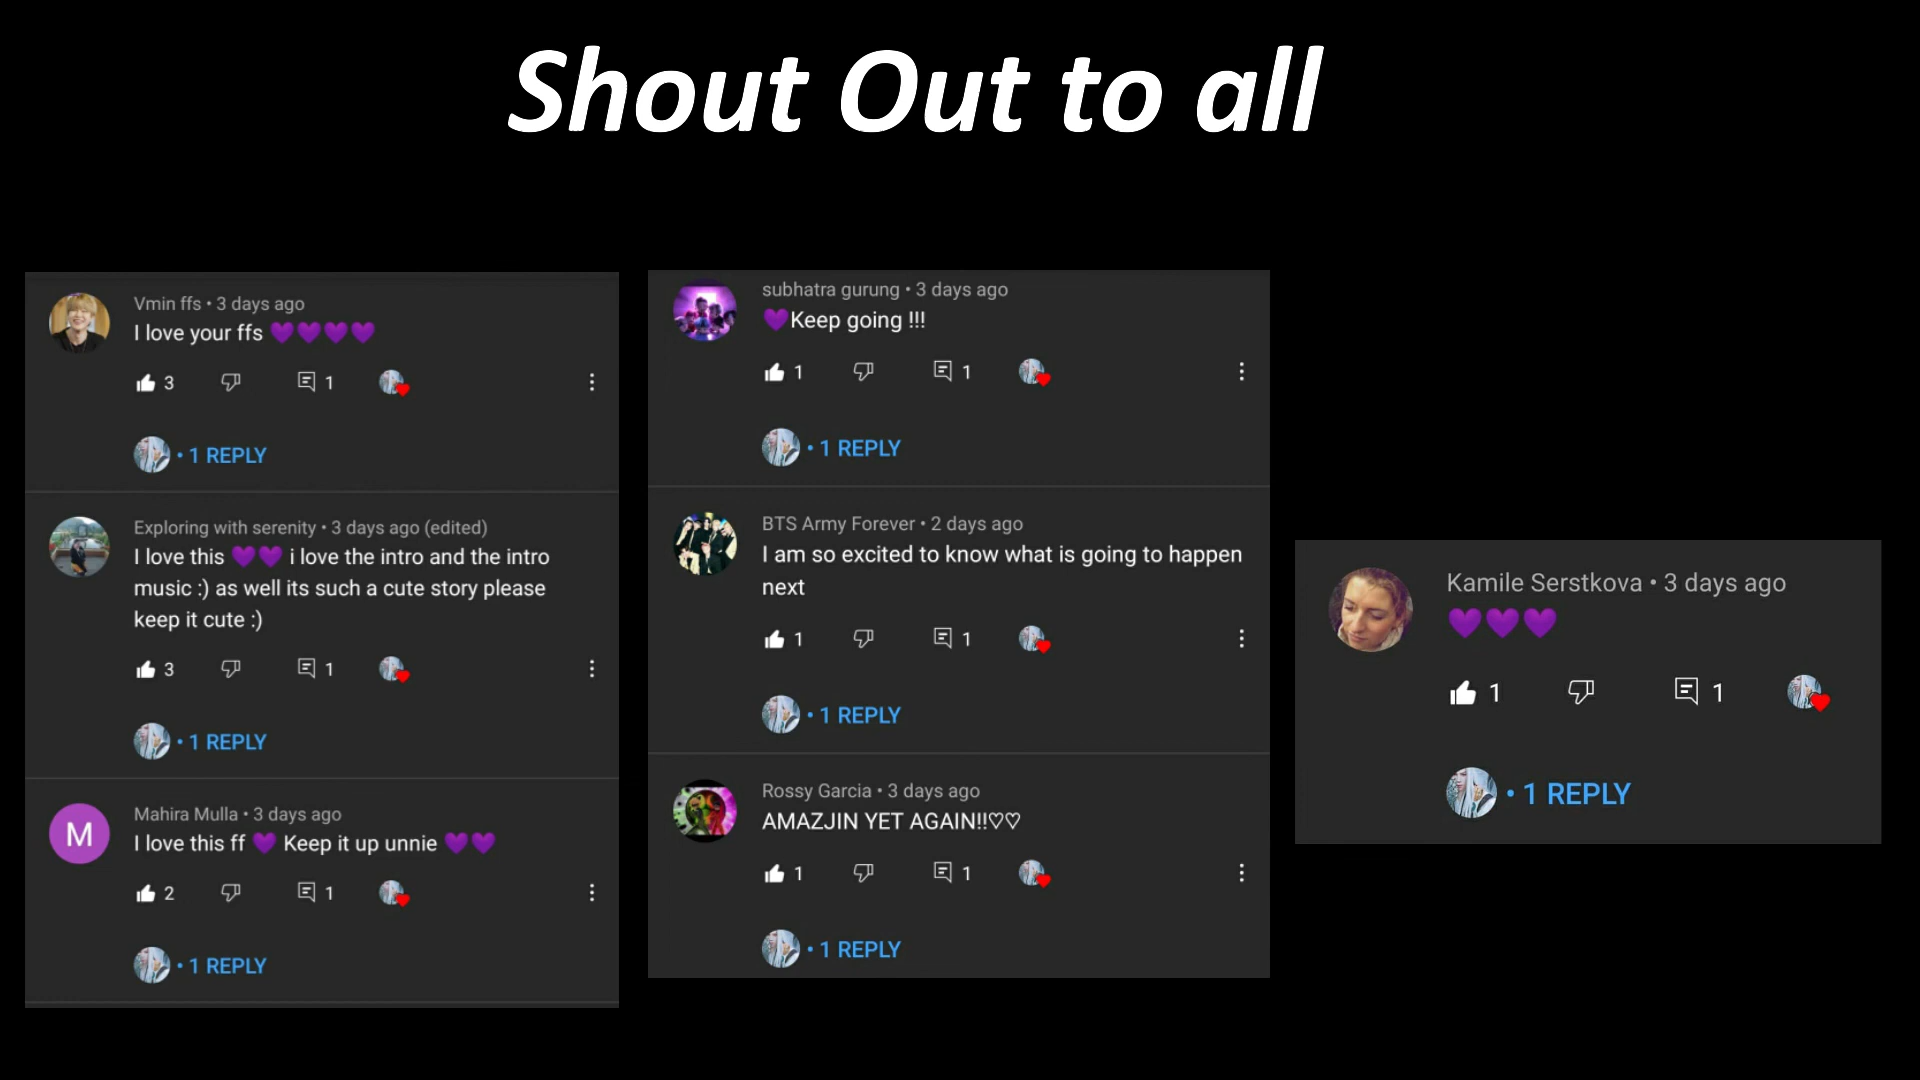 Shout Out to all
Vmin ffs • 3 days ago
I love your ffs 💜💜💜💜
3 1
• 1 REPLY
Exploring with serenity • 3 days ago (edited)
I love this 💜💜 i love the intro and the intro
music :) as well its such a cute story please
keep it cute :)
3 1
• 1 REPLY
M
Mahira Mulla • 3 days ago
I love this ff 💜 Keep it up unnie 💜💜
2 1
• 1 REPLY
subhatra gurung • 3 days ago
💜Keep going !!!
1 1
• 1 REPLY
BTS Army Forever • 2 days ago
I am so excited to know what is going to happen
next
1 1
• 1 REPLY
Rossy Garcia • 3 days ago
AMAZJIN YET AGAIN!!♡♡
1 1
• 1 REPLY
Kamile Serstkova • 3 days ago
💜💜💜
1 1
• 1 REPLY